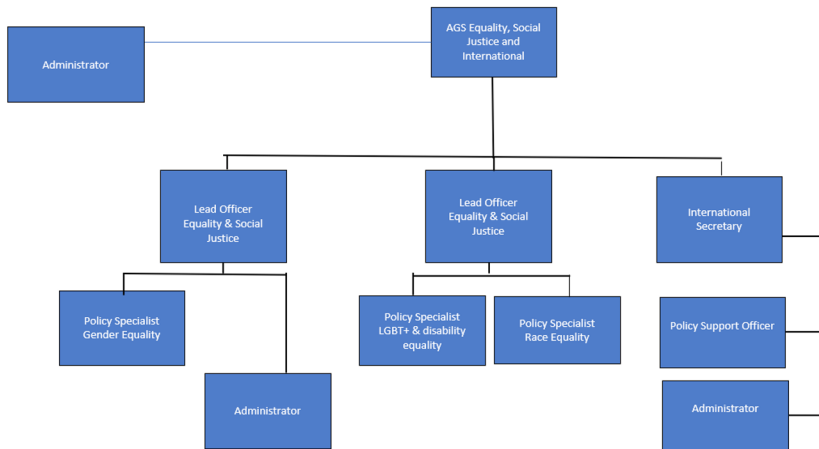 AGS Equality, Social
Justice and
International
Administrator
Lead Officer
Equality & Social
Justice
Lead Officer
Equality & Social
Justice
International
Secretary
Policy Specialist
Gender Equality
Policy Specialist
LGBT+ & disability
equality
Policy Specialist
Race Equality
Policy Support Officer
Administrator
Administrator